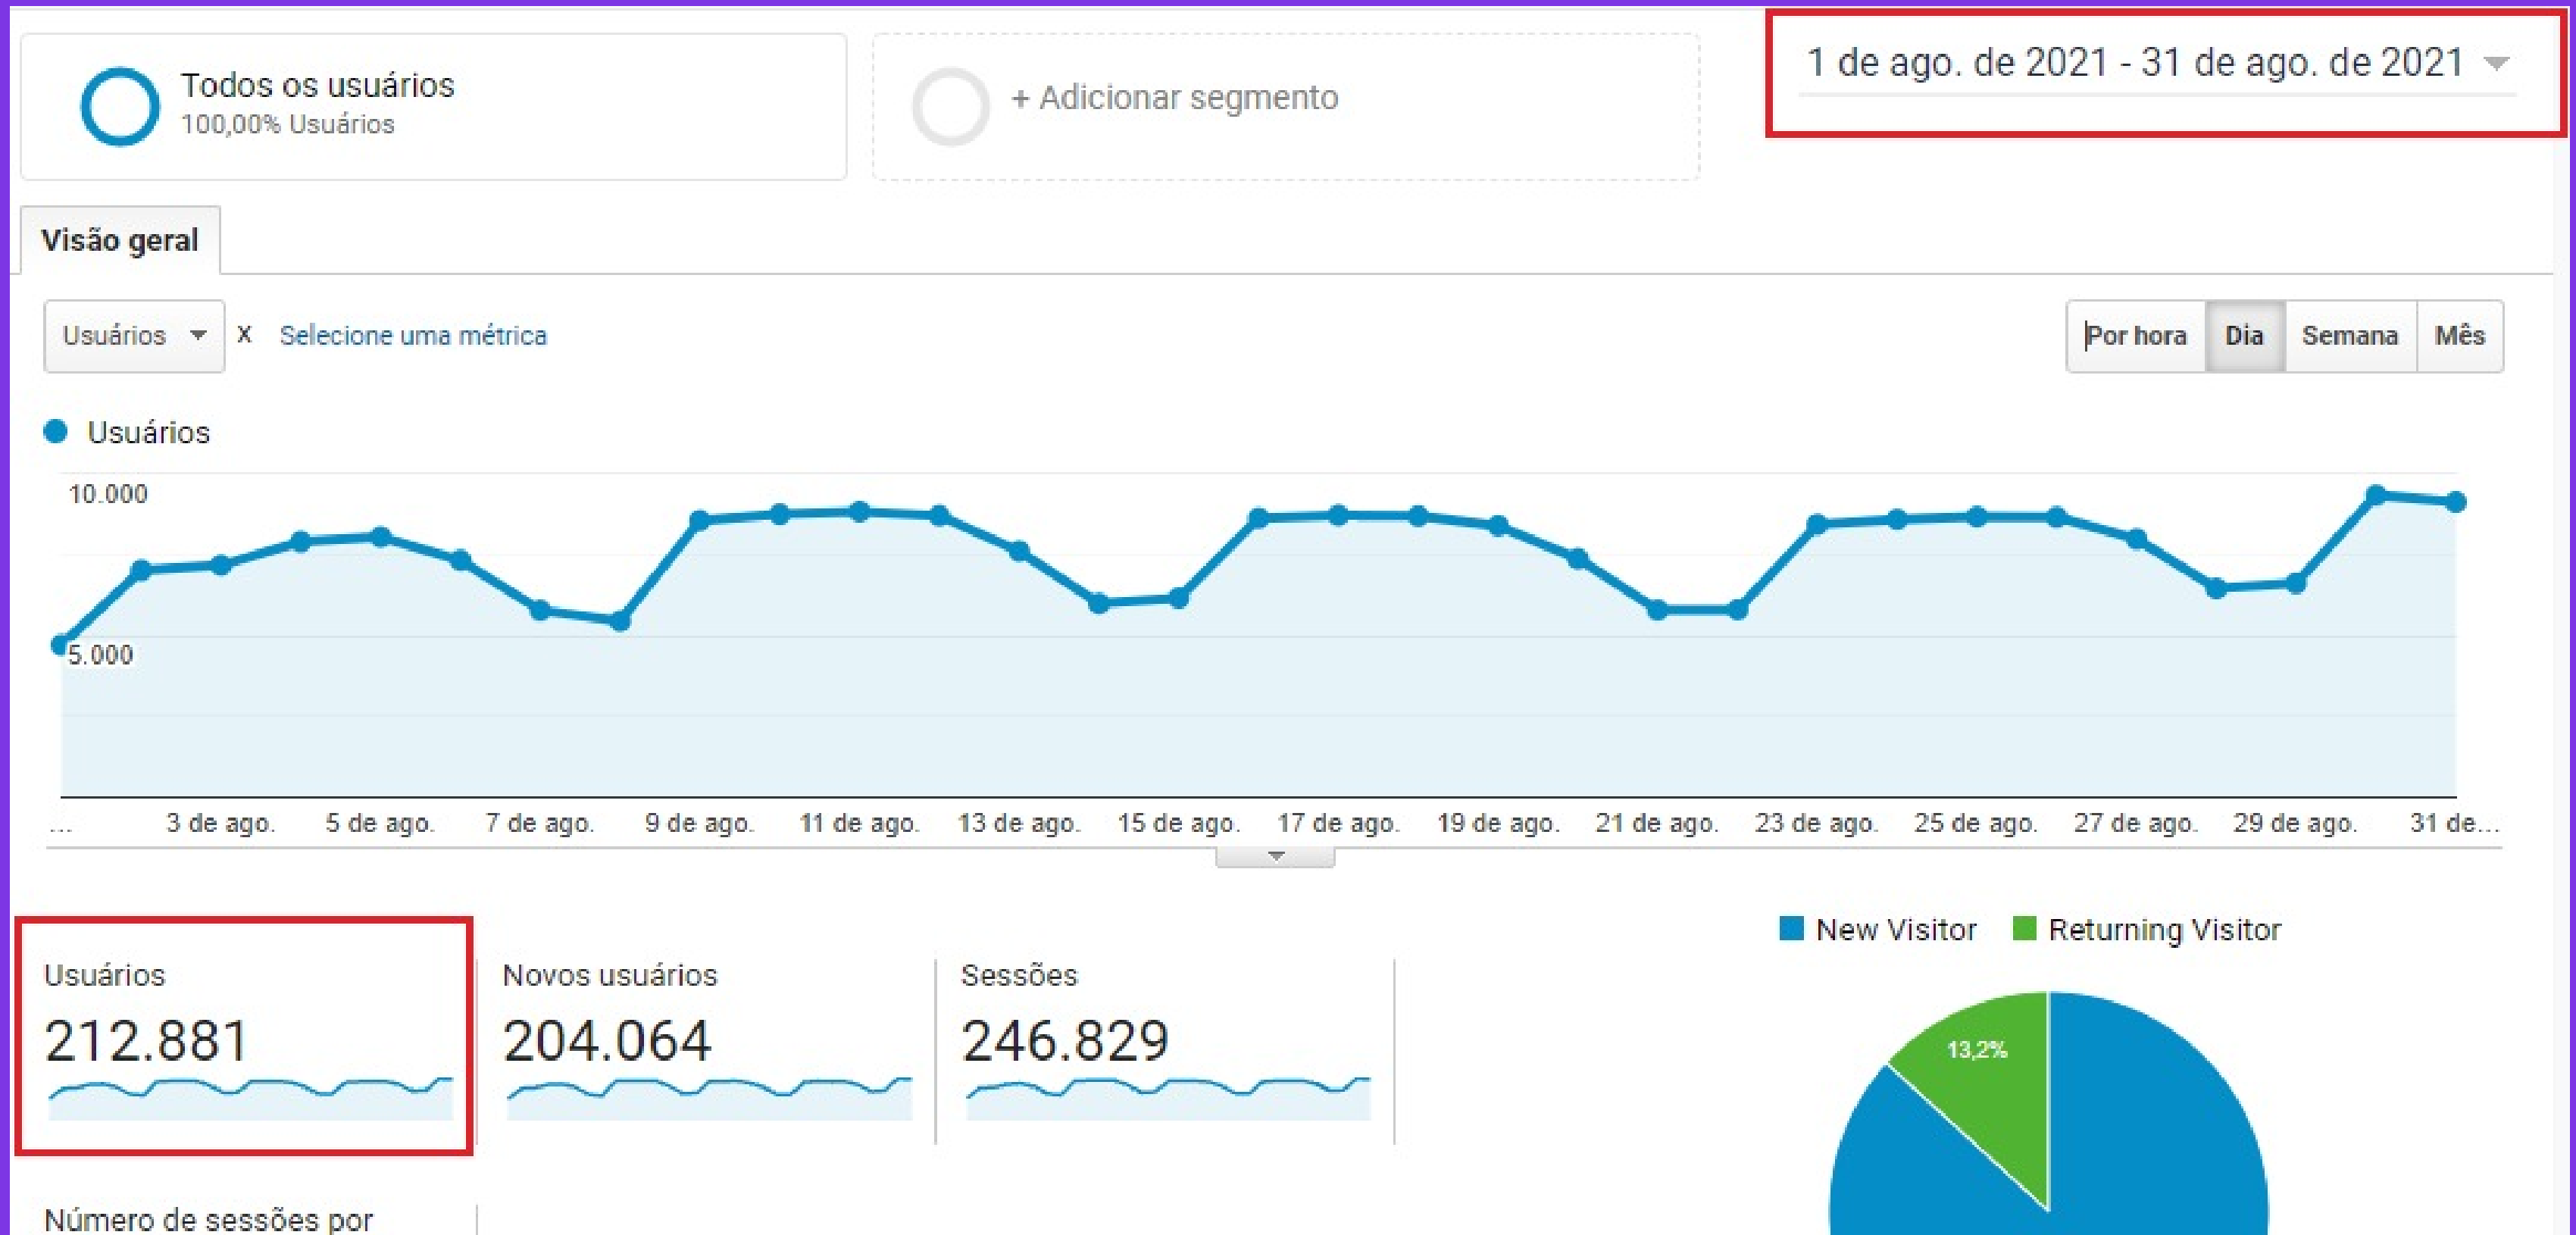 Todos os usuários
100,00% Usuários
+ Adicionar segmento
1 de ago. de 2021 - 31 de ago. de 2021
Visão geral
Usuários
x
Selecione uma métrica
Por hora
Dia
Semana
Mês
Usuários
10.000
5.000
... 3 de ago. 5 de ago. 7 de ago. 9 de ago. 11 de ago. 13 de ago. 15 de ago. 17 de ago. 19 de ago. 21 de ago. 23 de ago. 25 de ago. 27 de ago. 29 de ago. 31 de...
New Visitor
Returning Visitor
Usuários
212.881
Novos usuários
204.064
Sessões
246.829
13,2%
Número de sessões por